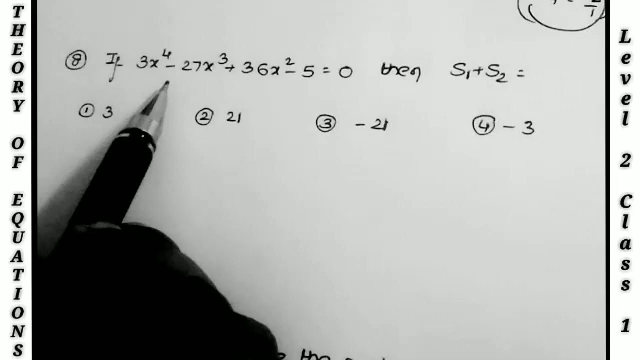 THEORY OF EQUATIONS
⑧ If 3x⁴ - 27x³ + 36x² - 5 = 0 then S₁ + S₂ =
① 3 ② 21 ③ - 21 ④ - 3
the
Level 2 Class 1